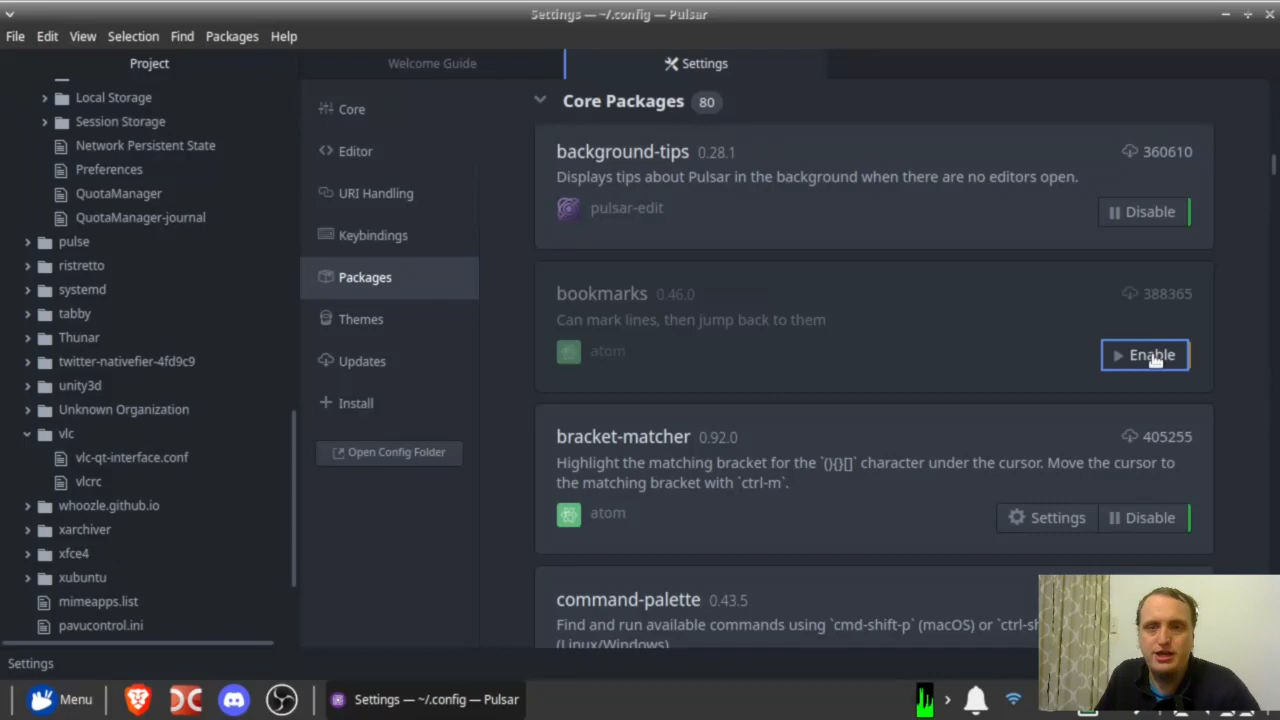 Settings — ~/.config — Pulsar
File Edit View Selection Find Packages Help
Project
Welcome Guide
Settings
Local Storage
Session Storage
Network Persistent State
Preferences
QuotaManager
QuotaManager-journal
pulse
ristretto
systemd
tabby
Thunar
twitter-nativefier-4fd9c9
unity3d
Unknown Organization
vlc
vlc-qt-interface.conf
vlcrc
whoozle.github.io
xarchiver
xfce4
xubuntu
mimeapps.list
pavucontrol.ini
Core
Editor
URI Handling
Keybindings
Packages
Themes
Updates
Install
Open Config Folder
Core Packages 80
background-tips 0.28.1 360610
Displays tips about Pulsar in the background when there are no editors open.
pulsar-edit
Disable
bookmarks 0.46.0 388365
Can mark lines, then jump back to them
atom
Enable
bracket-matcher 0.92.0 405255
Highlight the matching bracket for the `(){}[]` character under the cursor. Move the cursor to
the matching bracket with `ctrl-m`.
atom
Settings Disable
command-palette 0.43.5
Find and run available commands using `cmd-shift-p` (macOS) or `ctrl-sh
(Linux/Windows)
Settings
Menu
Settings — ~/.config — Pulsar